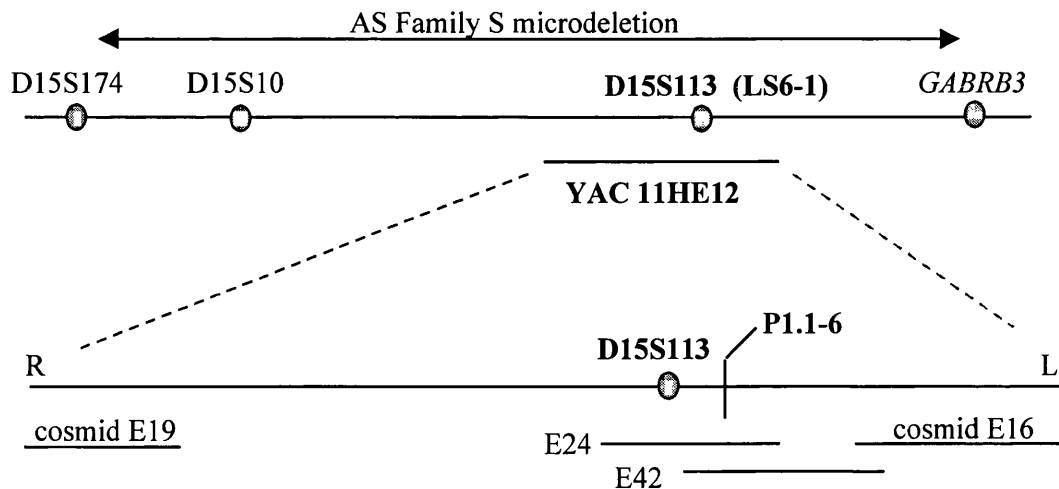 AS Family S microdeletion
D15S174 D15S10 D15S113 (LS6-1) GABRB3
YAC 11HE12
P1.1-6
D15S113
R L
cosmid E19 cosmid E16
E24
E42